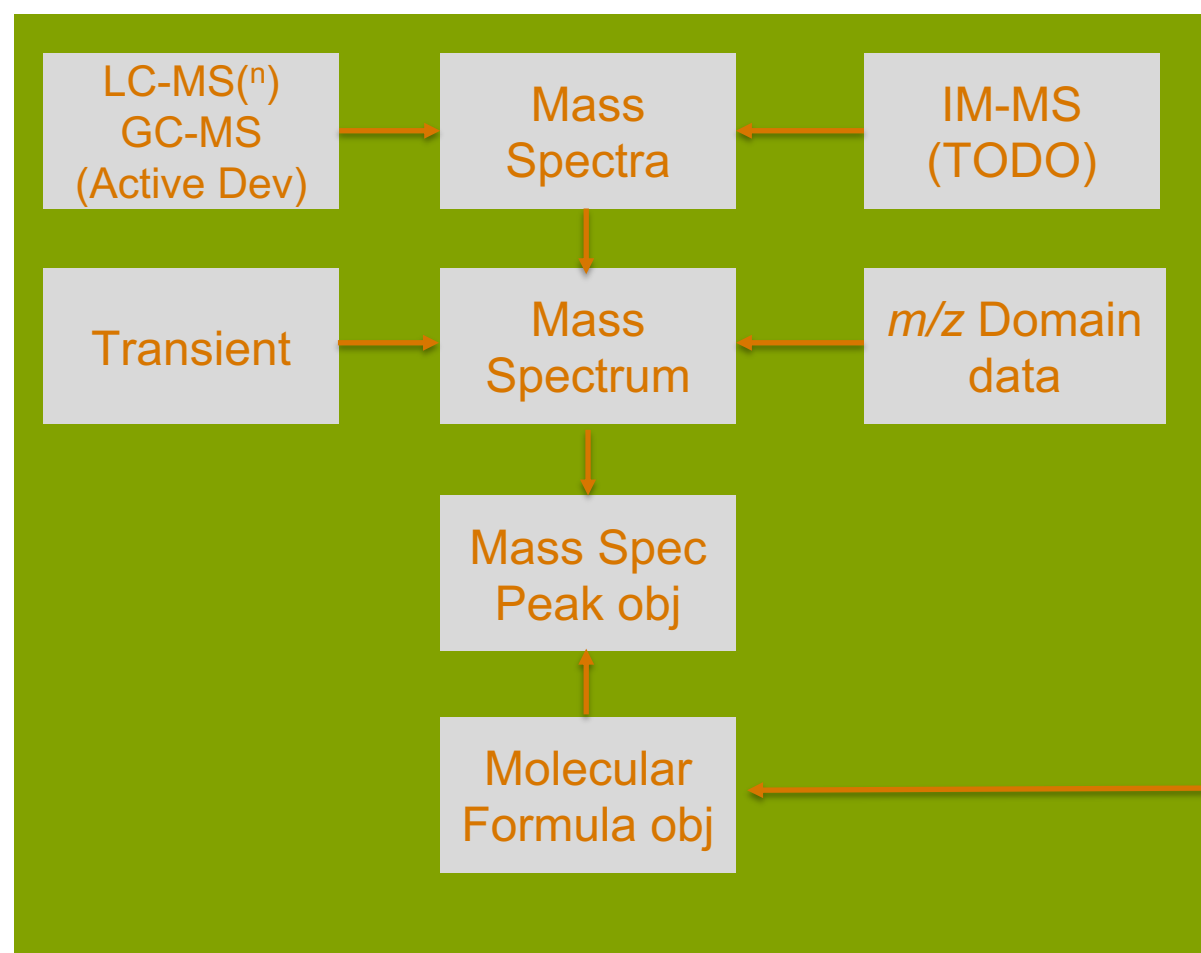 LC-MS(ⁿ)
GC-MS
(Active Dev)
Mass
Spectra
IM-MS
(TODO)
Transient
Mass
Spectrum
m/z Domain
data
Mass Spec
Peak obj
Molecular
Formula obj